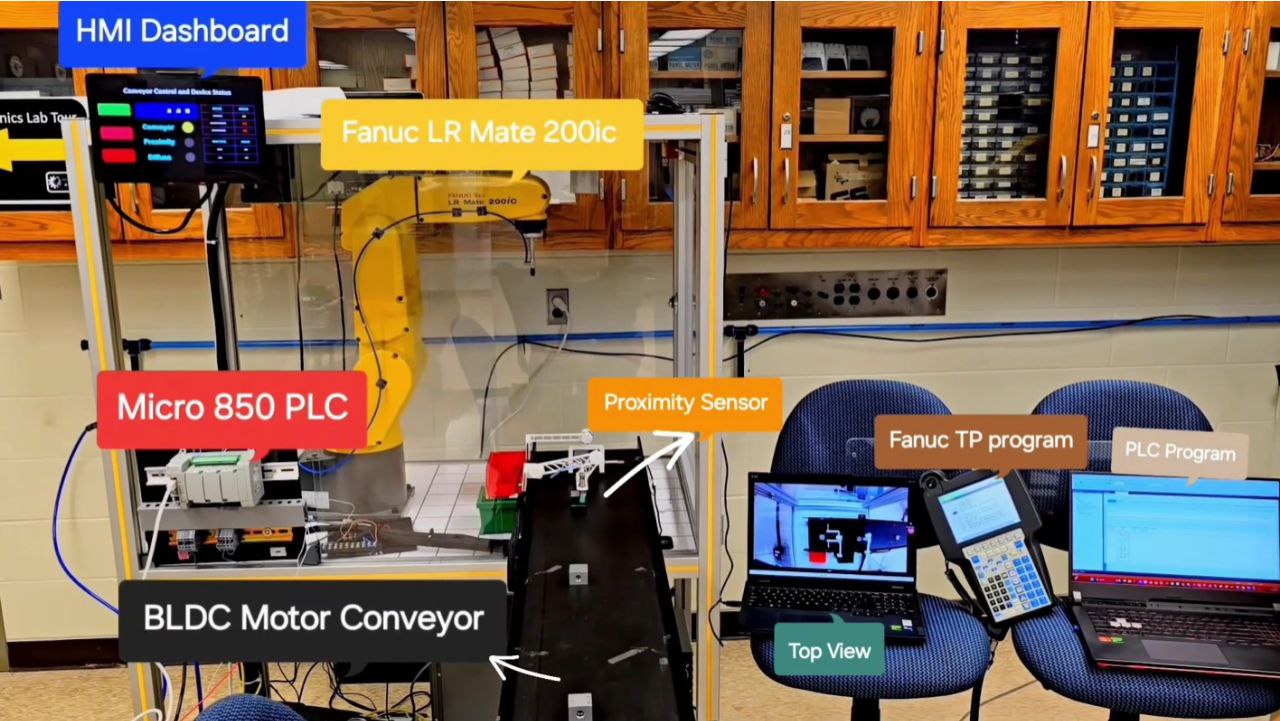 HMI Dashboard
Conveyor Control and Device Status
Conveyor
Proximity
Diffuse
nics Lab Tour
Fanuc LR Mate 200ic
FANUC
LR Mate 200iC
Micro 850 PLC
Proximity Sensor
Fanuc TP program
PLC Program
BLDC Motor Conveyor
Top View